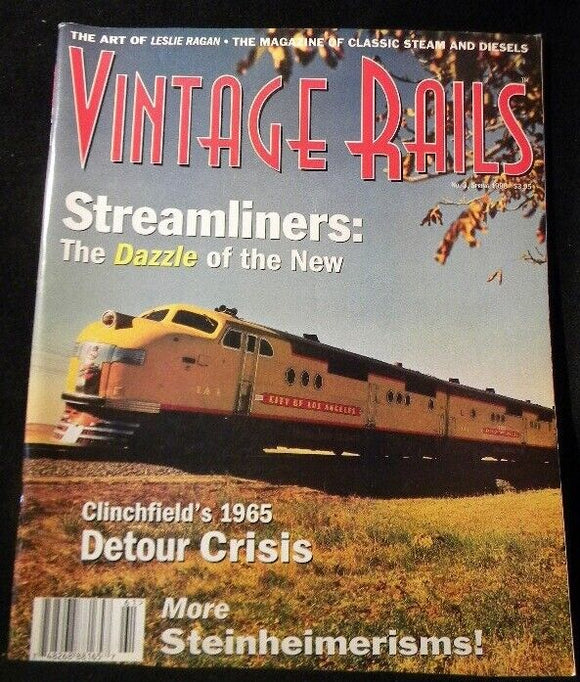 THE ART OF LESLIE RAGAN • THE MAGAZINE OF CLASSIC STEAM AND DIESELS
VINTAGE RAILS
Streamliners:
The Dazzle of the New
CITY OF LOS ANGELES
Clinchfield's 1965
Detour Crisis
More
Steinheimerisms!